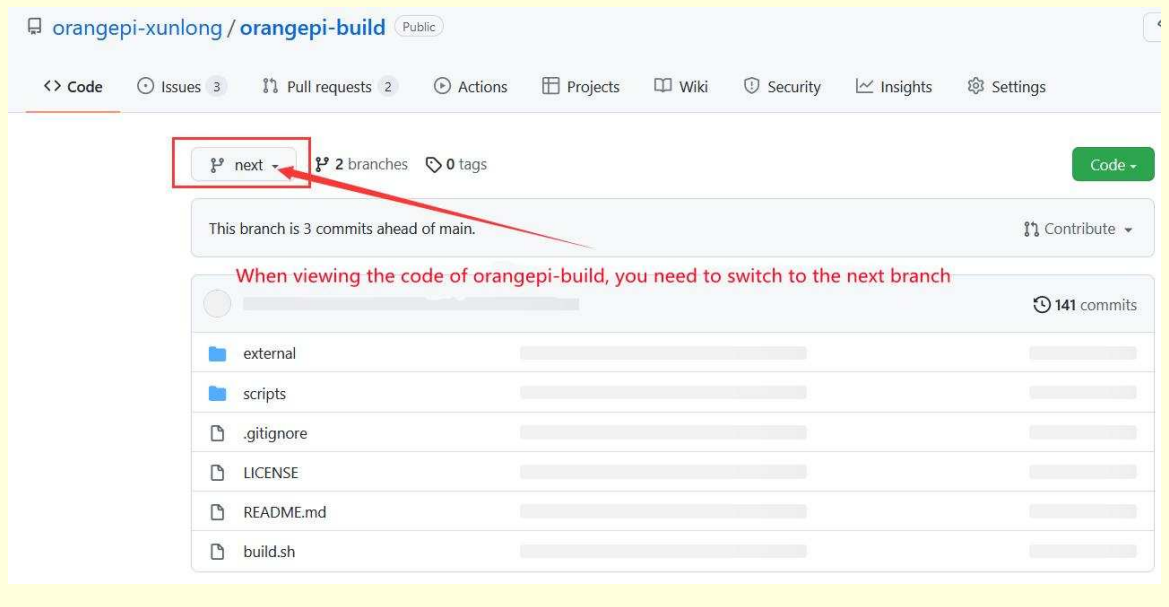 orangepi-xunlong / orangepi-build Public
Code Issues 3 Pull requests 2 Actions Projects Wiki Security Insights Settings
next 2 branches 0 tags Code
This branch is 3 commits ahead of main. Contribute
When viewing the code of orangepi-build, you need to switch to the next branch
141 commits
external
scripts
.gitignore
LICENSE
README.md
build.sh